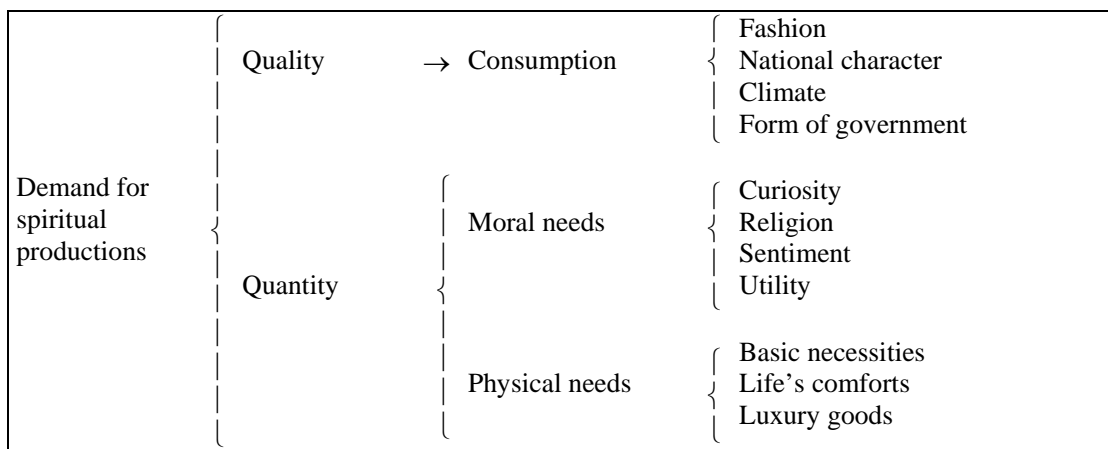 Demand for
spiritual
productions
Quality → Consumption
Fashion
National character
Climate
Form of government
Quantity
Moral needs
Curiosity
Religion
Sentiment
Utility
Physical needs
Basic necessities
Life's comforts
Luxury goods